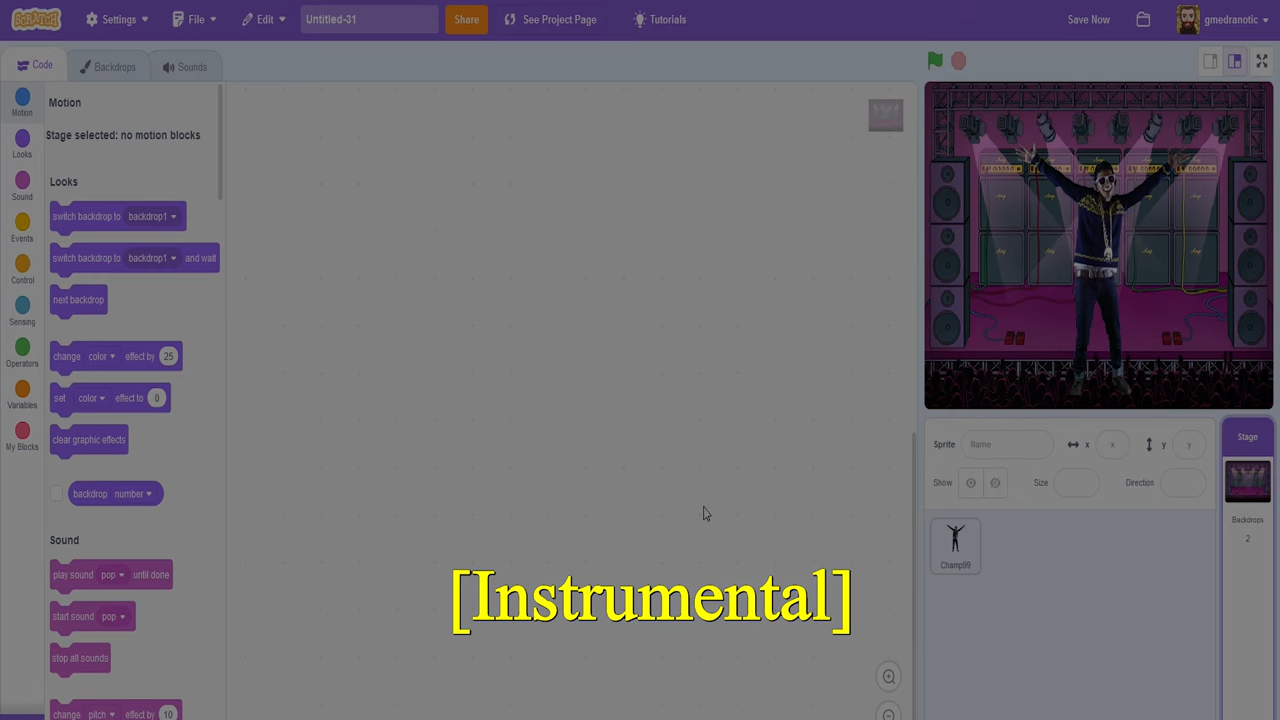 SCRATCH
Settings
File
Edit
Untitled-31
Share
See Project Page
Tutorials
Save Now
gmedranotic
Code
Backdrops
Sounds
Motion
Looks
Sound
Events
Control
Sensing
Operators
Variables
My Blocks
Motion
Stage selected: no motion blocks
Looks
switch backdrop to backdrop1
switch backdrop to backdrop1 and wait
next backdrop
change color effect by 25
set color effect to 0
clear graphic effects
backdrop number
Sound
play sound pop until done
start sound pop
stop all sounds
change pitch effect by 10
Sprite Name x x y y
Show Size Direction
Champ99
Stage
Backdrops
2
[Instrumental]